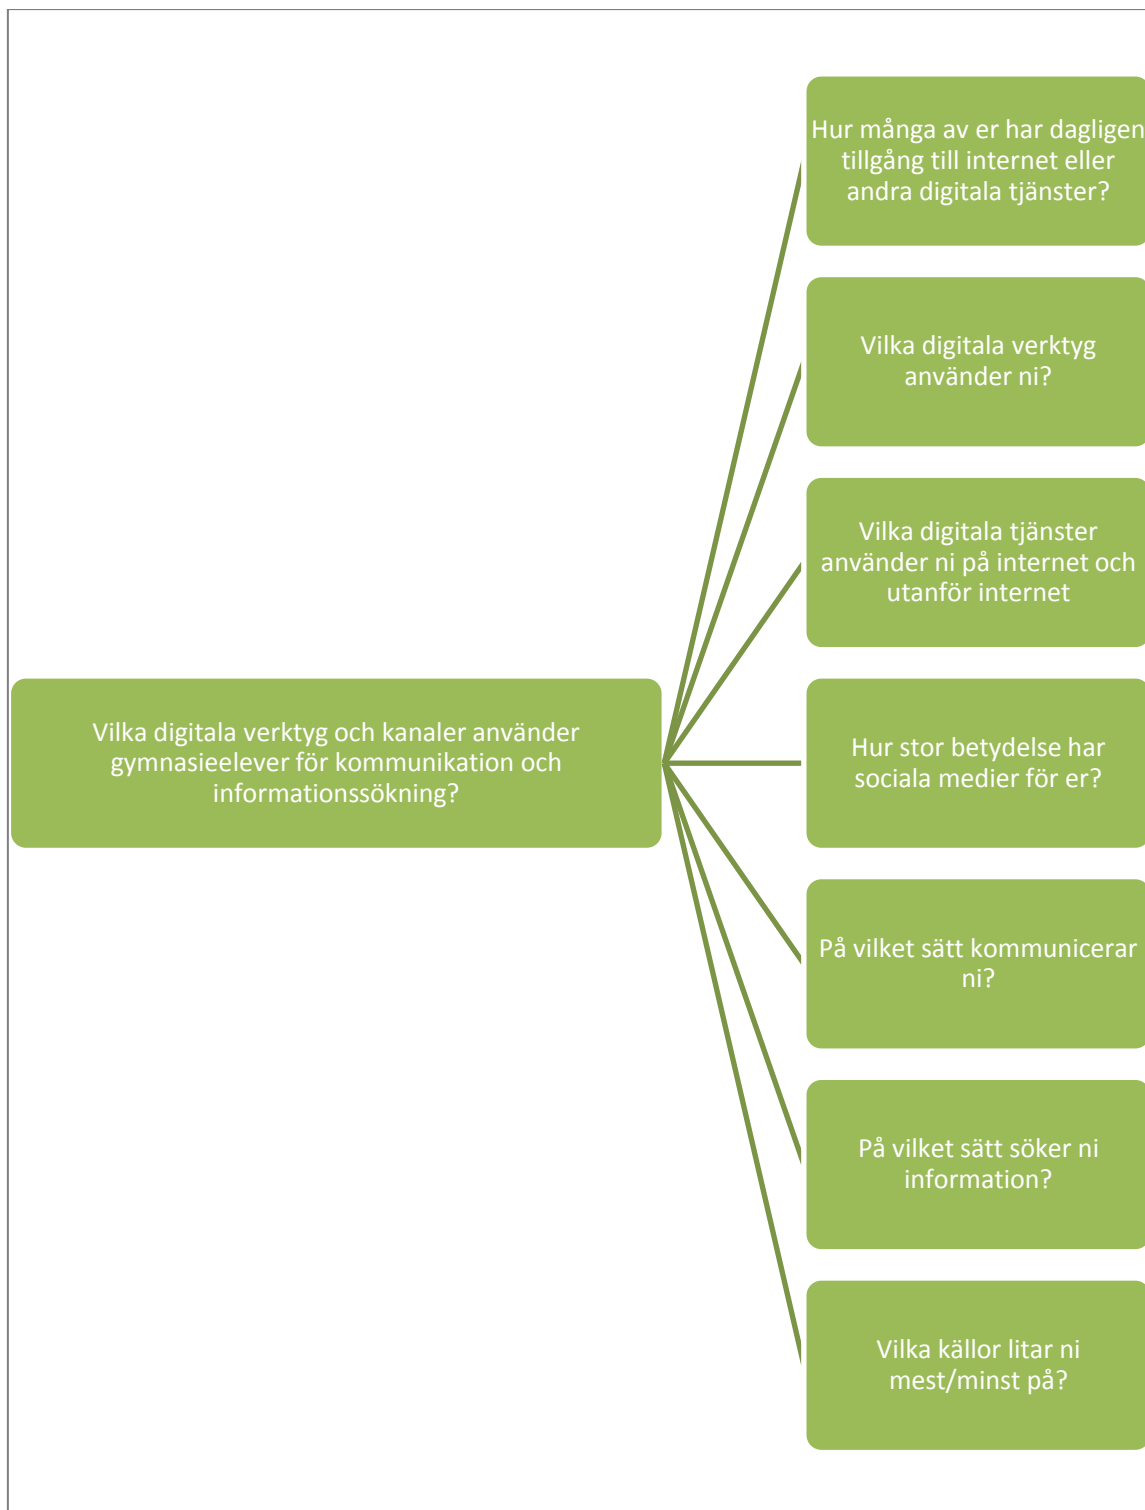 Vilka digitala verktyg och kanaler använder
gymnasieelever för kommunikation och
informationssökning?
Hur många av er har dagligen
tillgång till internet eller
andra digitala tjänster?
Vilka digitala verktyg
använder ni?
Vilka digitala tjänster
använder ni på internet och
utanför internet
Hur stor betydelse har
sociala medier för er?
På vilket sätt kommunicerar
ni?
På vilket sätt söker ni
information?
Vilka källor litar ni
mest/minst på?